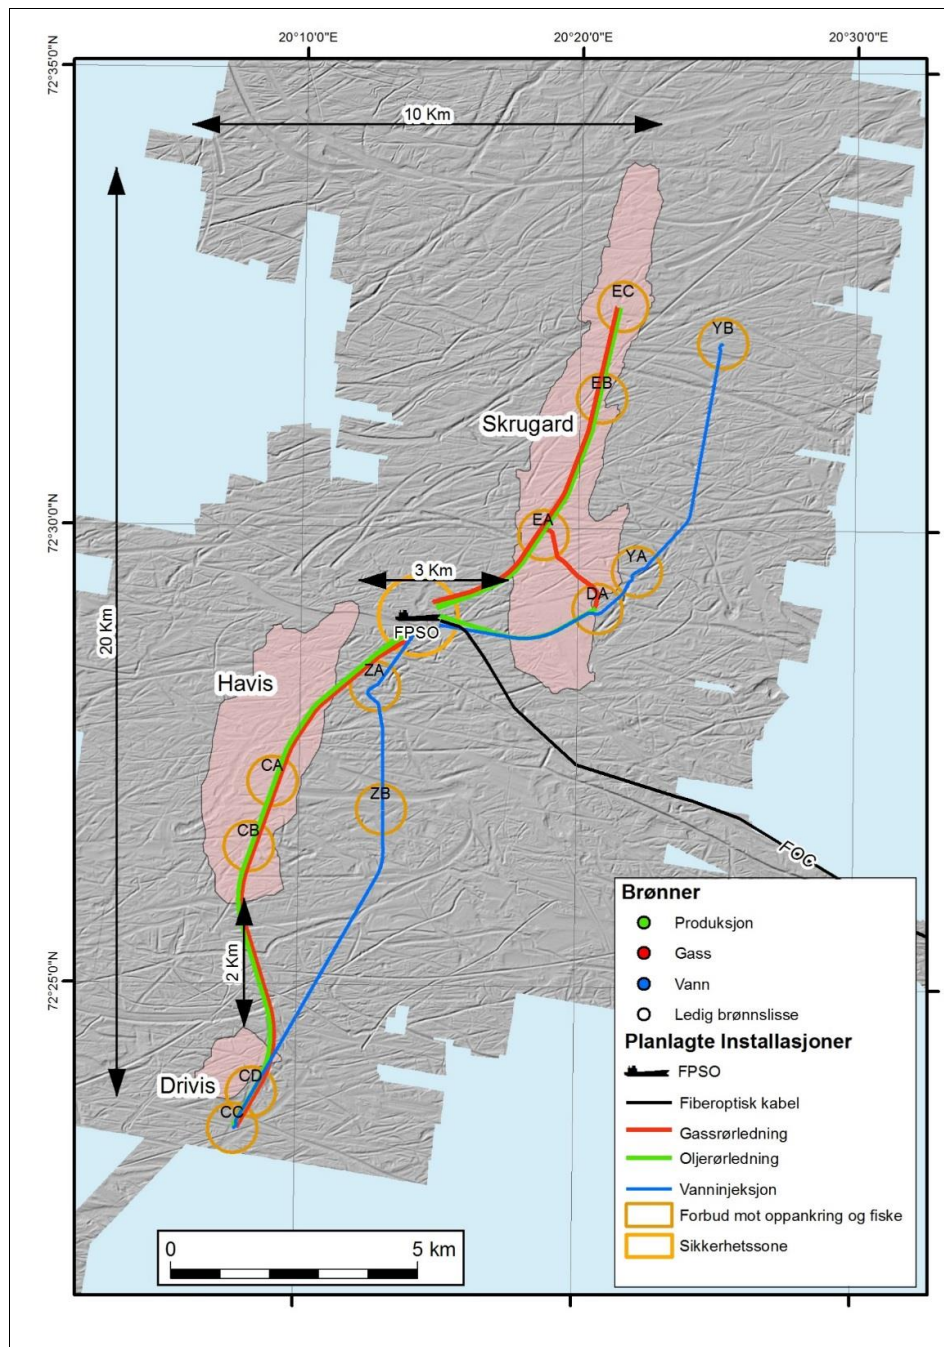 20°10'0"E
20°20'0"E
20°30'0"E
72°35'0"N
10 Km
EC
YB
EB
Skrugard
72°30'0"N
EA
YA
3 Km
DA
FPSO
20 Km
ZA
Havis
CA
ZB
CB
FOC
2 Km
72°25'0"N
CD
Drivis
CC
0
5 km
Brønner
Produksjon
Gass
Vann
Ledig brønnslisse
Planlagte Installasjoner
FPSO
Fiberoptisk kabel
Gassrørledning
Oljerørledning
Vanninjeksjon
Forbud mot oppankring og fiske
Sikkerhetssone